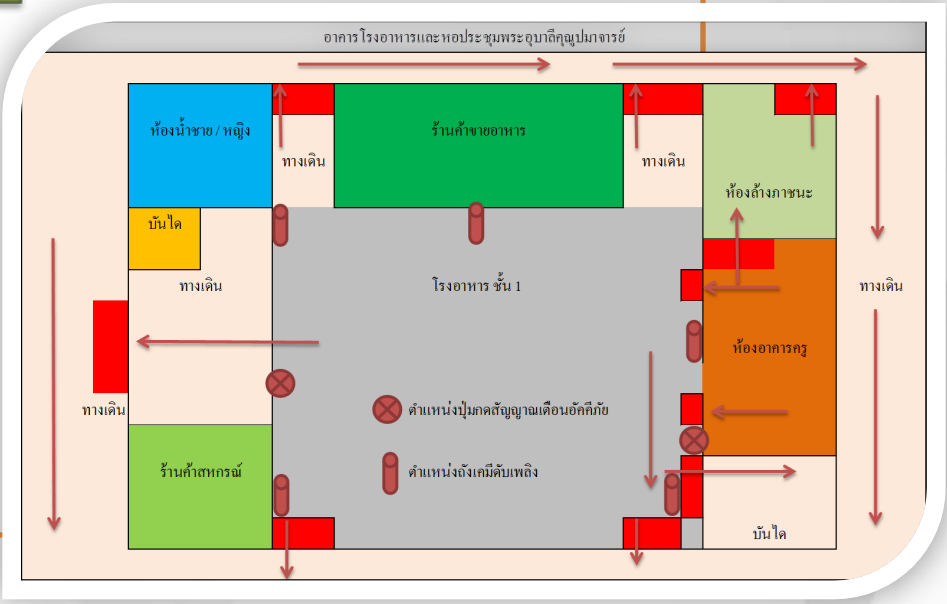 อาคารโรงอาหารและหอประชุมพระอุบาลีคุณูปมาจารย์
ห้องน้ำชาย / หญิง
ทางเดิน
ร้านค้าขายอาหาร
ทางเดิน
ห้องล้างภาชนะ
บันได
ทางเดิน
โรงอาหาร ชั้น 1
ทางเดิน
ห้องอาคารครู
ทางเดิน
ตำแหน่งปุ่มกดสัญญาณเตือนอัคคีภัย
ร้านค้าสหกรณ์
ตำแหน่งถังเคมีดับเพลิง
บันได